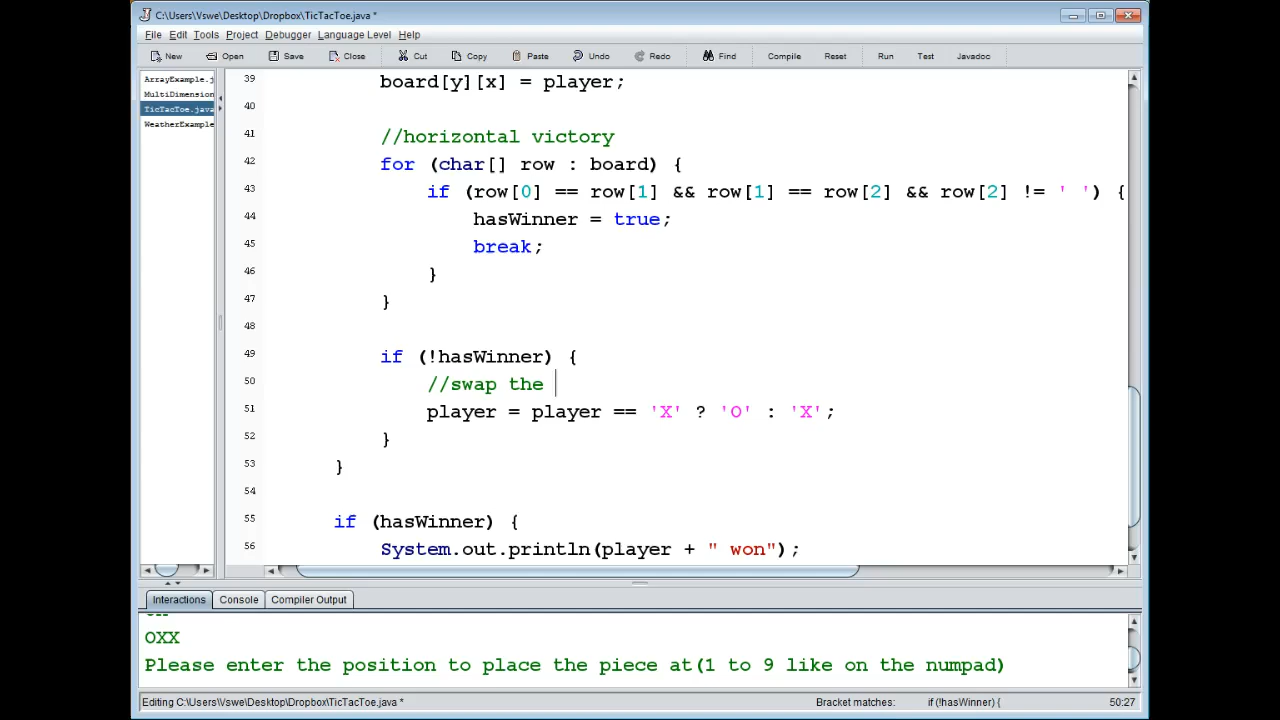 C:\Users\Vswe\Desktop\Dropbox\TicTacToe.java *
File Edit Tools Project Debugger Language Level Help
New Open Save Close Cut Copy Paste Undo Redo Find Compile Reset Run Test Javadoc
ArrayExample.j
MultiDimension
TicTacToe.java
WeatherExample
39 board[y][x] = player;
40
41 //horizontal victory
42 for (char[] row : board) {
43 if (row[0] == row[1] && row[1] == row[2] && row[2] != ' ') {
44 hasWinner = true;
45 break;
46 }
47 }
48
49 if (!hasWinner) {
50 //swap the
51 player = player == 'X' ? 'O' : 'X';
52 }
53 }
54
55 if (hasWinner) {
56 System.out.println(player + " won");
Interactions Console Compiler Output
OXX
Please enter the position to place the piece at(1 to 9 like on the numpad)
Editing C:\Users\Vswe\Desktop\Dropbox\TicTacToe.java * Bracket matches: if (!hasWinner) { 50:27